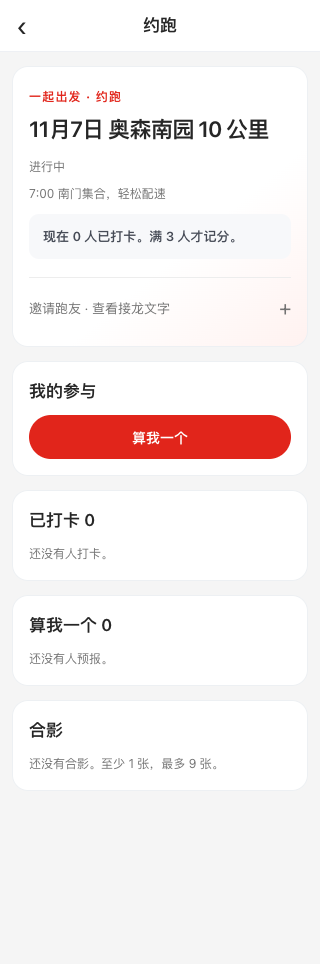 约跑
一起出发 · 约跑
11月7日 奥森南园 10 公里
进行中
7:00 南门集合，轻松配速
现在 0 人已打卡。满 3 人才记分。
邀请跑友 · 查看接龙文字
我的参与
算我一个
已打卡 0
还没有人打卡。
算我一个 0
还没有人预报。
合影
还没有合影。至少 1 张，最多 9 张。